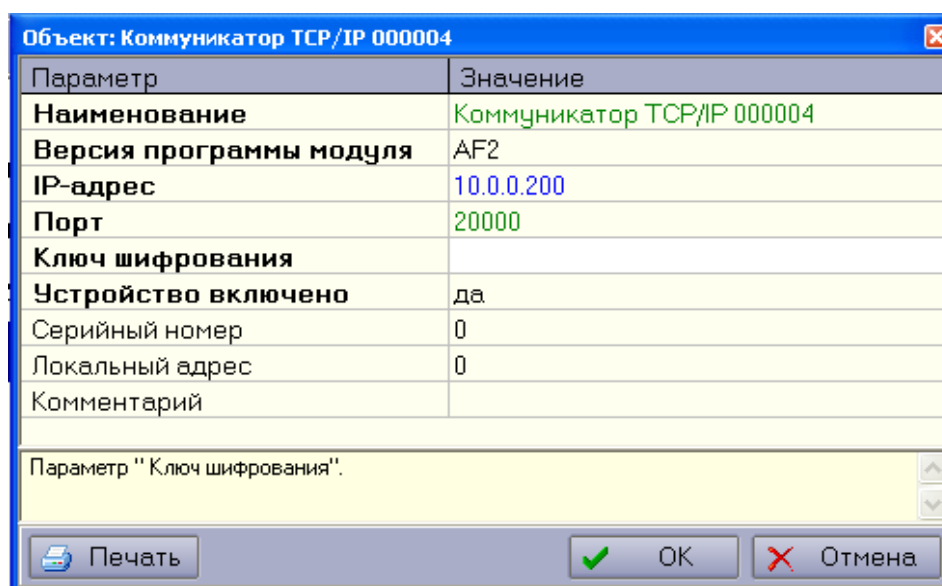 Объект: Коммуникатор TCP/IP 000004
Параметр Значение
Наименование Коммуникатор TCP/IP 000004
Версия программы модуля AF2
IP-адрес 10.0.0.200
Порт 20000
Ключ шифрования
Устройство включено да
Серийный номер 0
Локальный адрес 0
Комментарий
Параметр " Ключ шифрования".
Печать OK Отмена